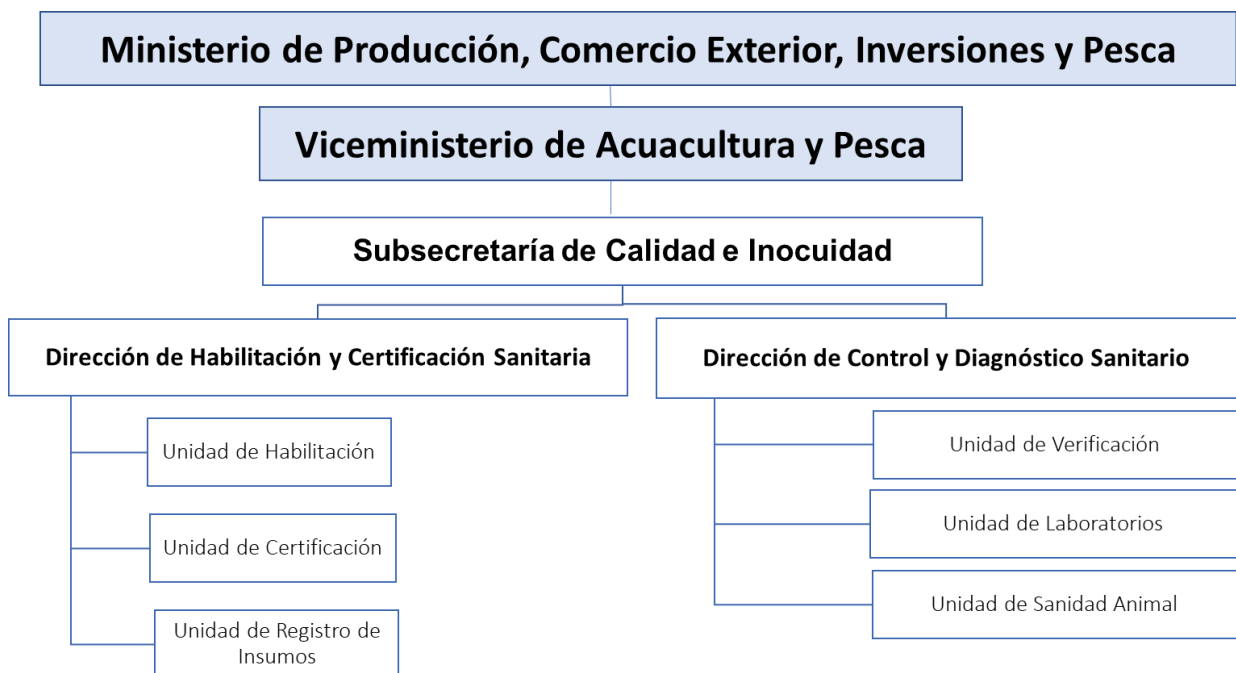 Ministerio de Producción, Comercio Exterior, Inversiones y Pesca
Viceministerio de Acuacultura y Pesca
Subsecretaría de Calidad e Inocuidad
Dirección de Habilitación y Certificación Sanitaria
Unidad de Habilitación
Unidad de Certificación
Unidad de Registro de
Insumos
Dirección de Control y Diagnóstico Sanitario
Unidad de Verificación
Unidad de Laboratorios
Unidad de Sanidad Animal